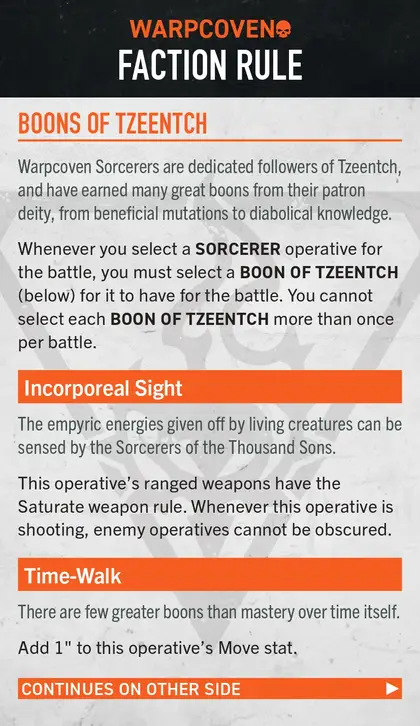 WARPCOVEN
FACTION RULE
BOONS OF TZEENTCH
Warpcoven Sorcerers are dedicated followers of Tzeentch,
and have earned many great boons from their patron
deity, from beneficial mutations to diabolical knowledge.
Whenever you select a SORCERER operative for
the battle, you must select a BOON OF TZEENTCH
(below) for it to have for the battle. You cannot
select each BOON OF TZEENTCH more than once
per battle.
Incorporeal Sight
The empyric energies given off by living creatures can be
sensed by the Sorcerers of the Thousand Sons.
This operative’s ranged weapons have the
Saturate weapon rule. Whenever this operative is
shooting, enemy operatives cannot be obscured.
Time-Walk
There are few greater boons than mastery over time itself.
Add 1" to this operative’s Move stat.
CONTINUES ON OTHER SIDE